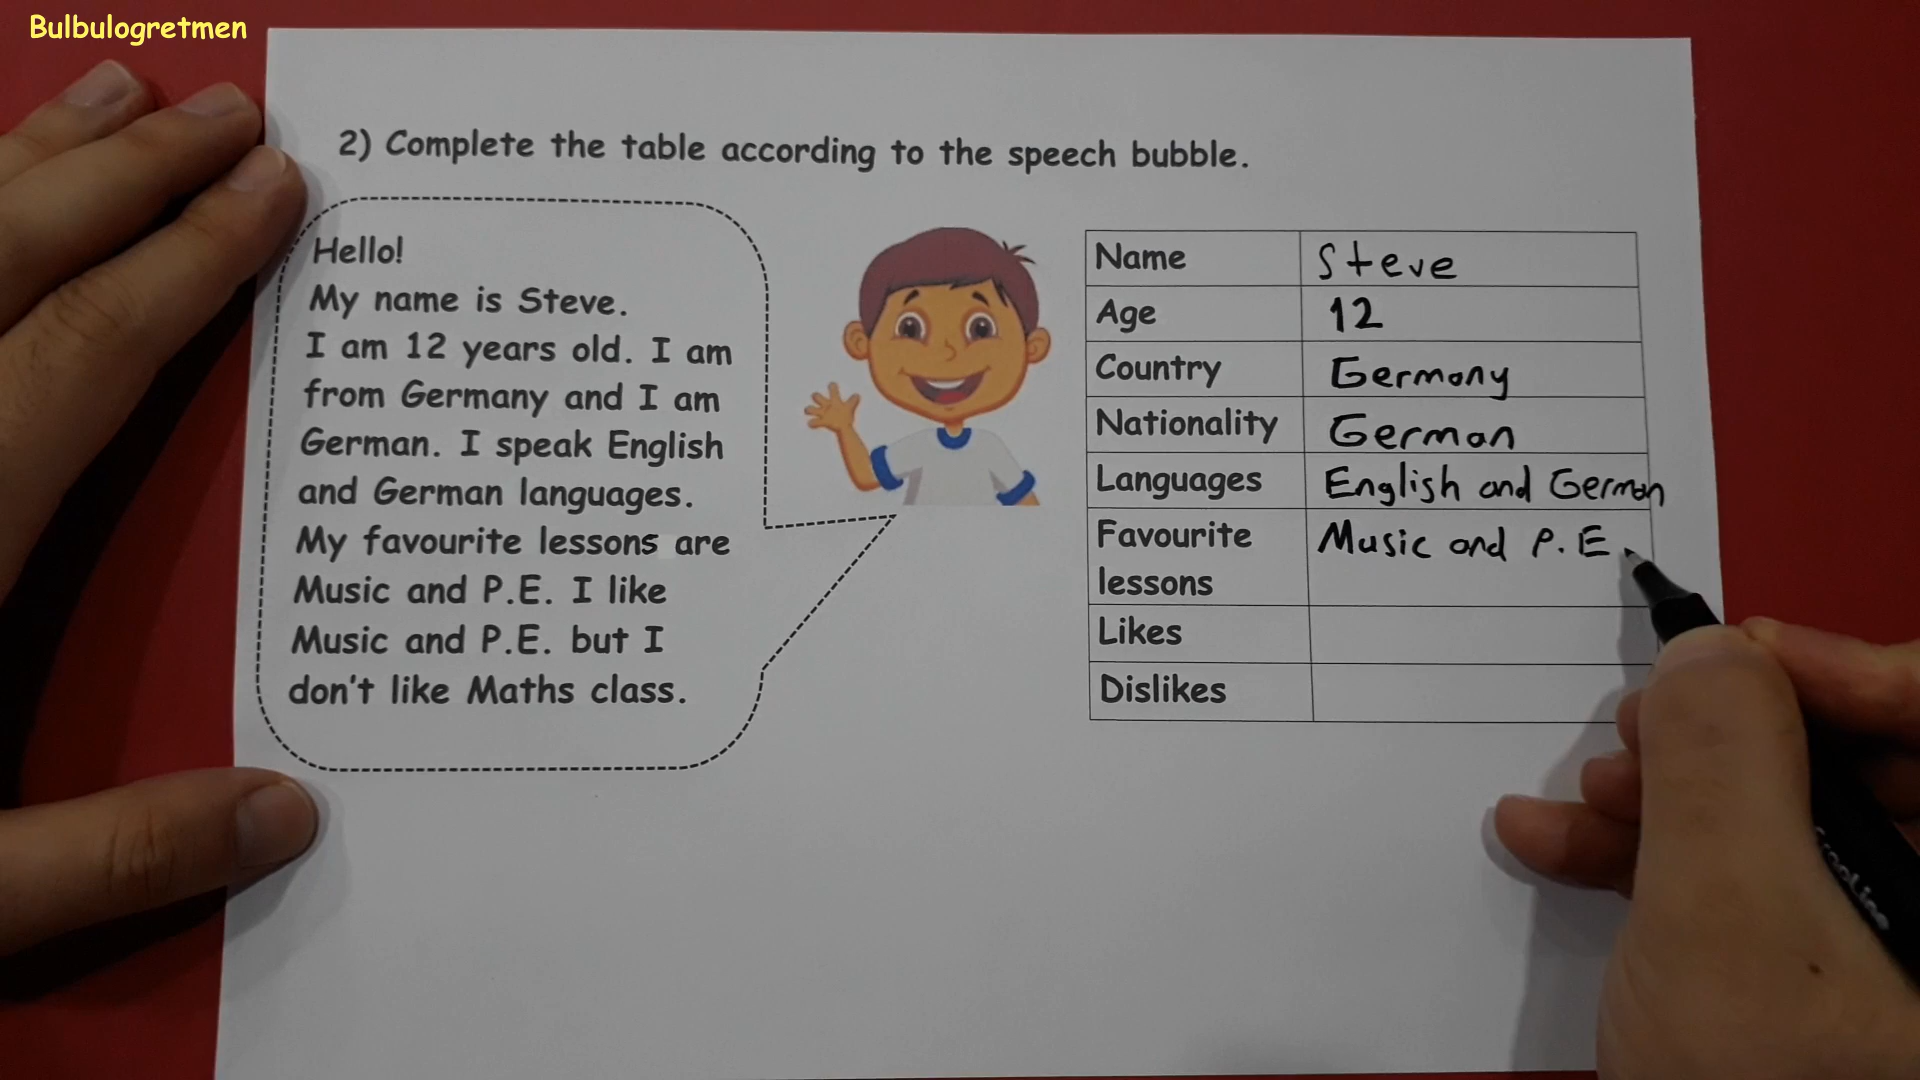 Bulbulogretmen
2) Complete the table according to the speech bubble.
Hello!
My name is Steve.
I am 12 years old. I am
from Germany and I am
German. I speak English
and German languages.
My favourite lessons are
Music and P.E. I like
Music and P.E. but I
don't like Maths class.
Name Steve
Age 12
Country Germany
Nationality German
Languages English and German
Favourite Music and P.E.
lessons
Likes
Dislikes